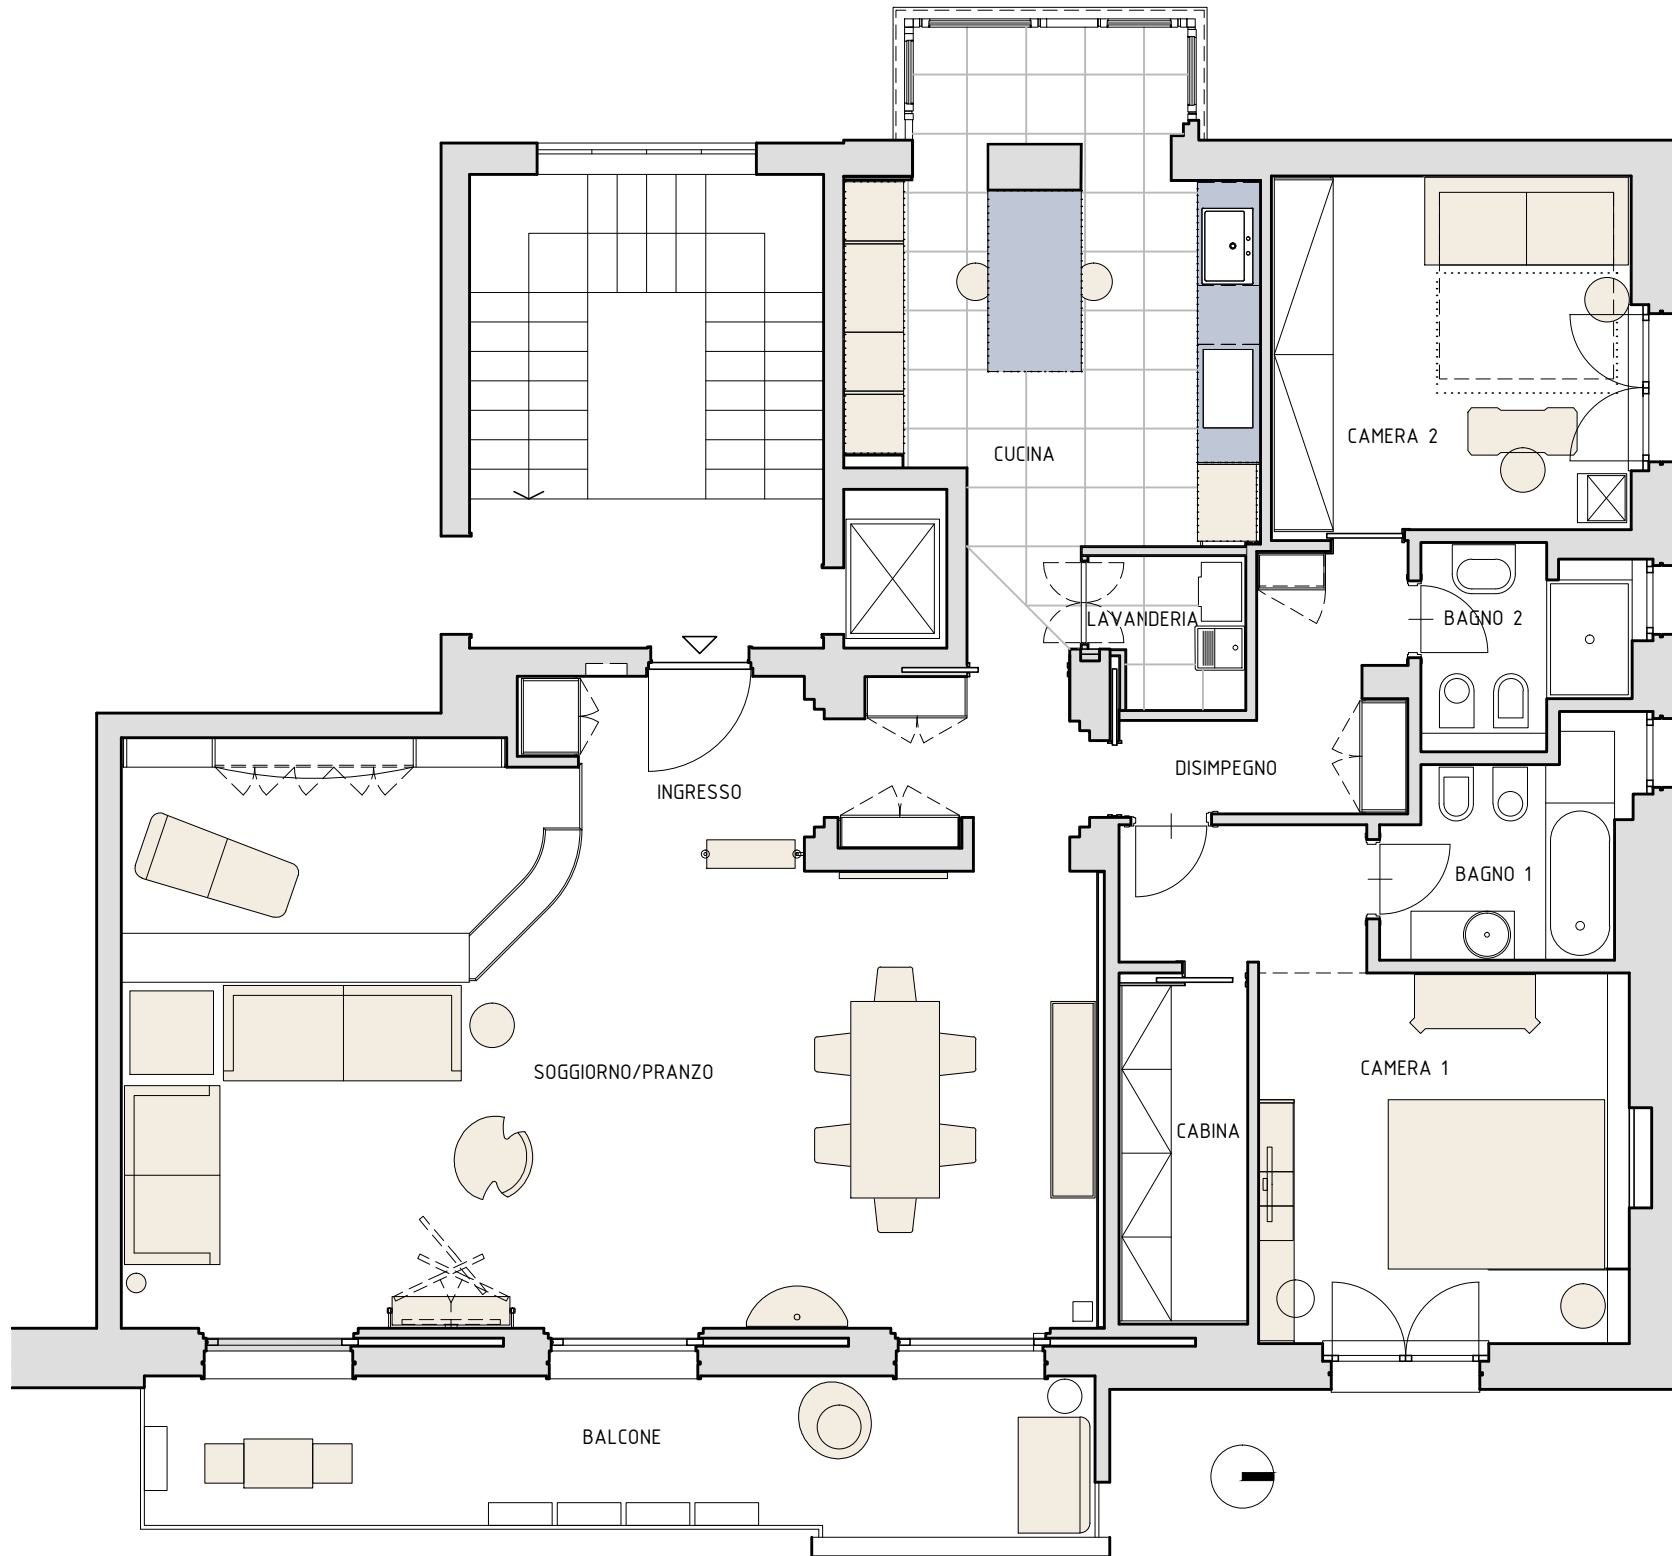 CUCINA
CAMERA 2
LAVANDERIA
BAGNO 2
DISIMPEGNO
INGRESSO
BAGNO 1
SOGGIORNO/PRANZO
CAMERA 1
CABINA
BALCONE